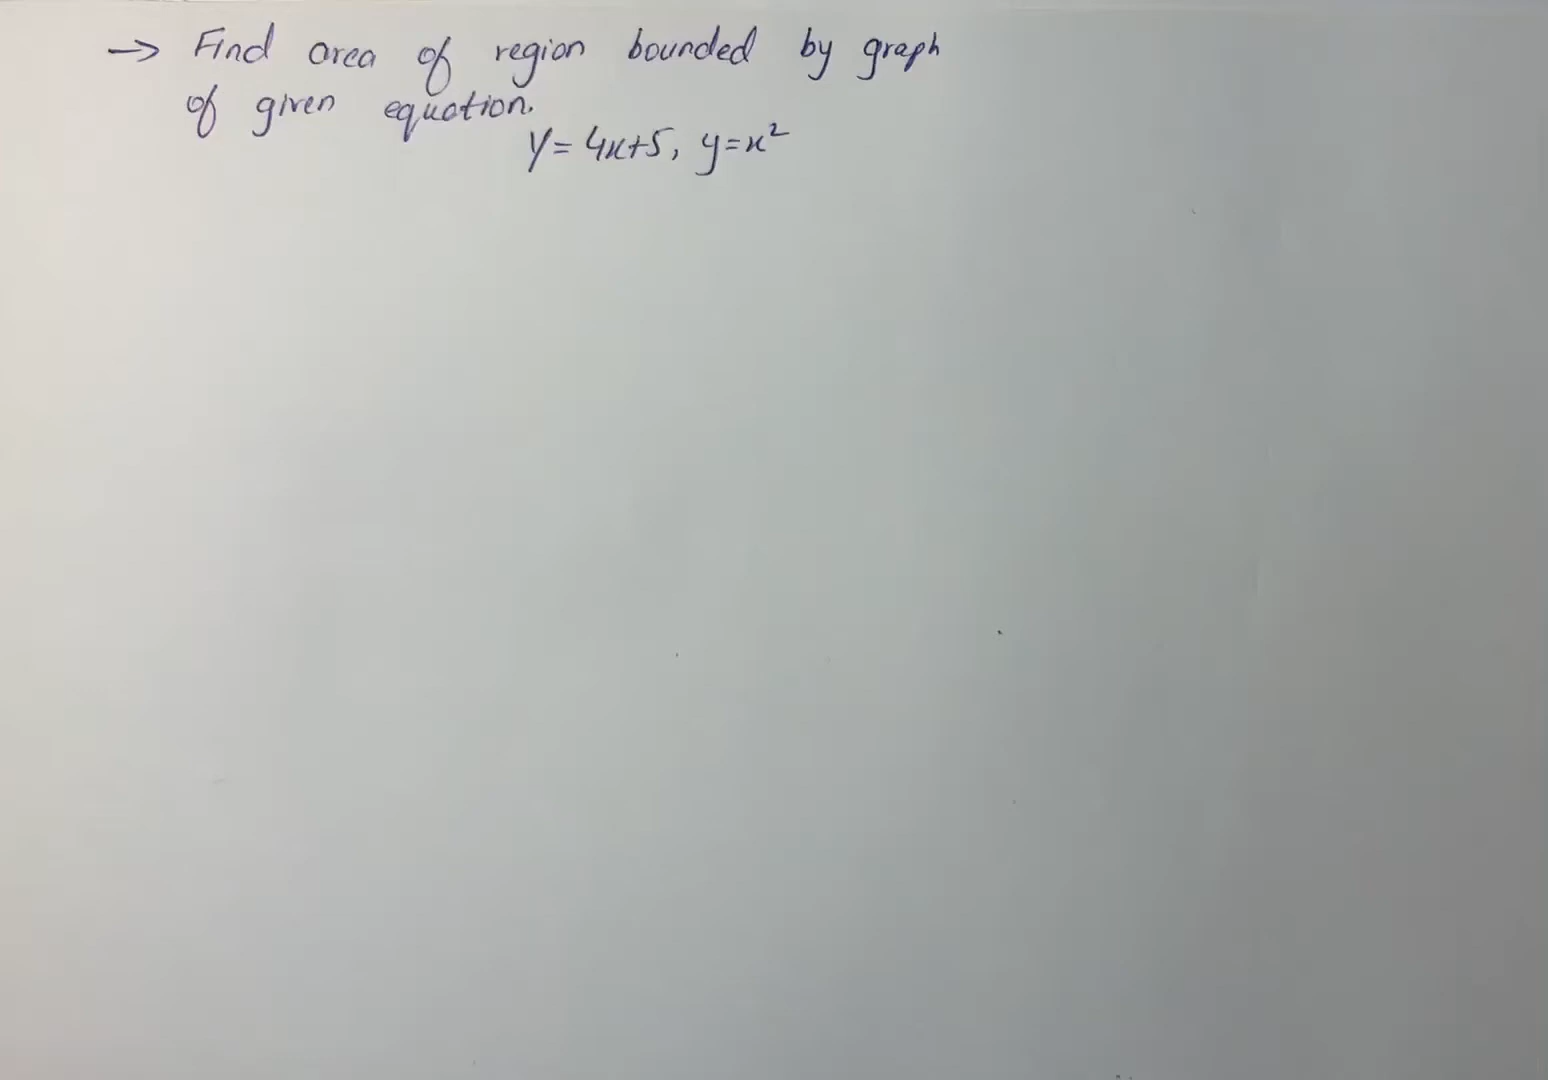 → Find area of region bounded by graph
of given equation.
y = 4x+5, y=x²